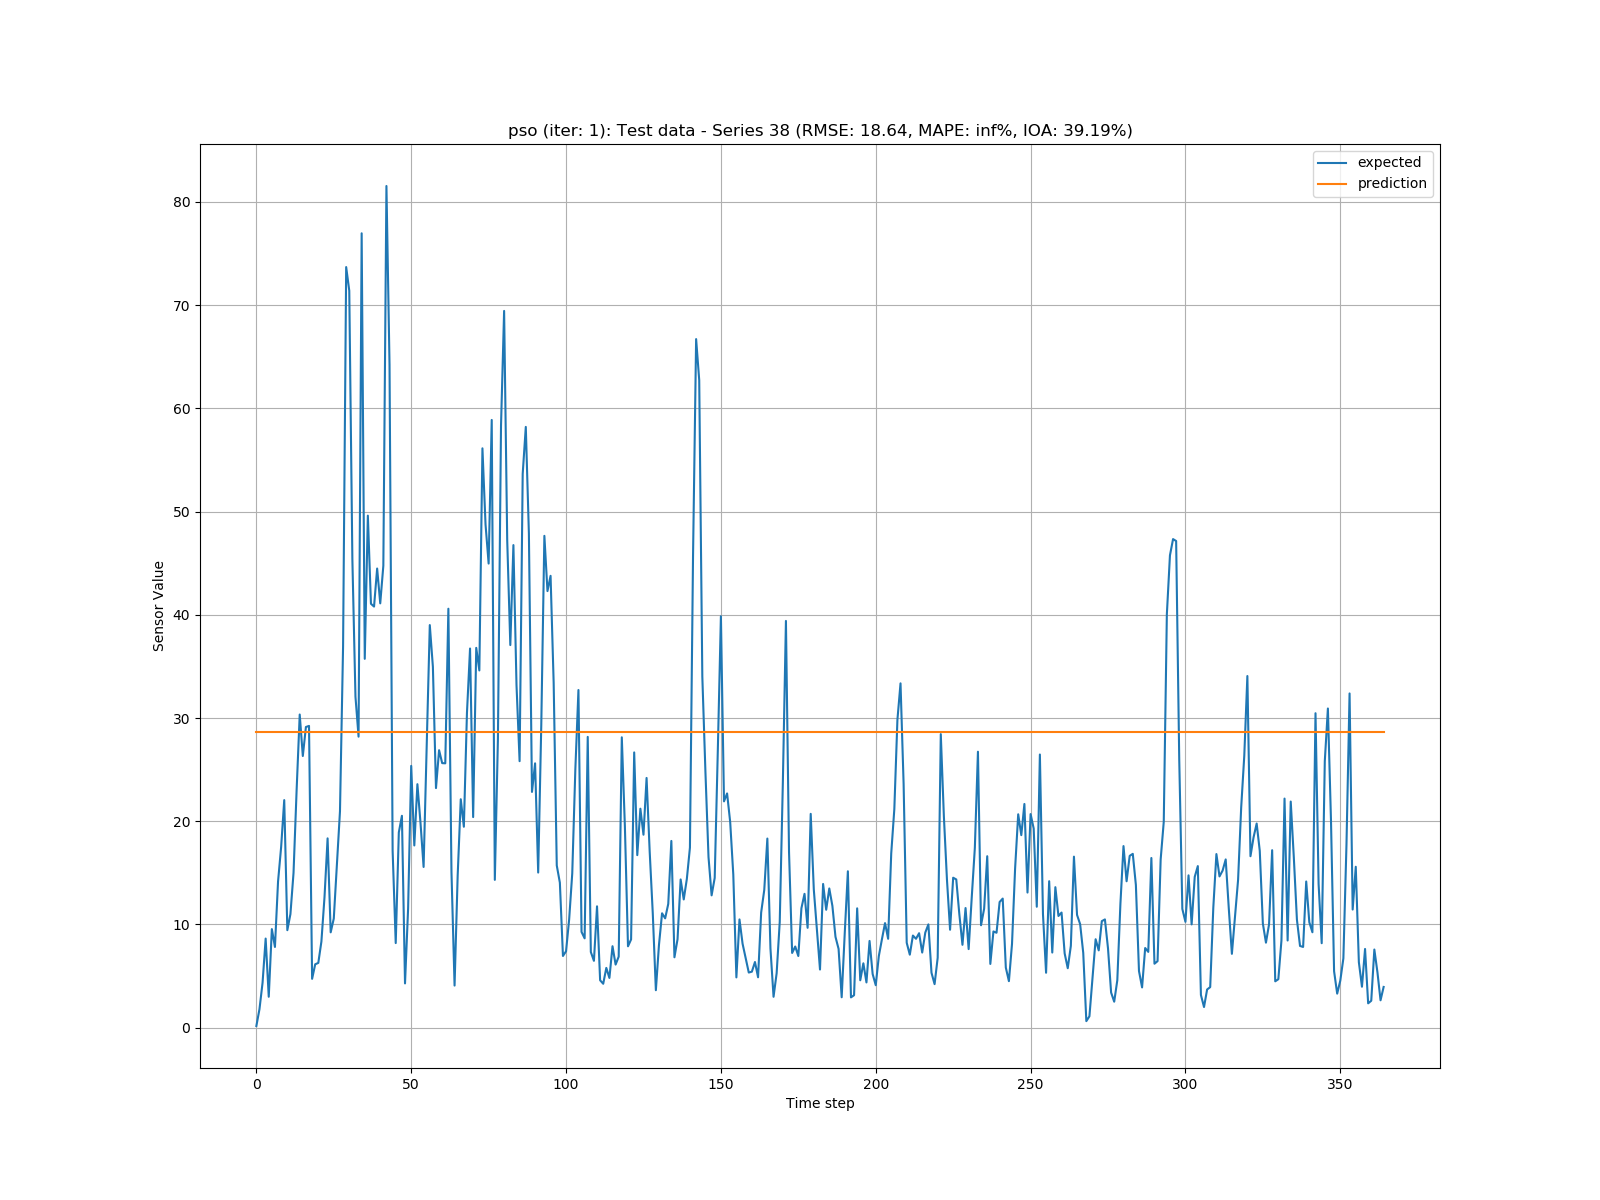 pso (iter: 1): Test data - Series 38 (RMSE: 18.64, MAPE: inf%, IOA: 39.19%)
expected
prediction
80
70
60
50
40
30
20
10
0
Sensor Value
0 50 100 150 200 250 300 350
Time step